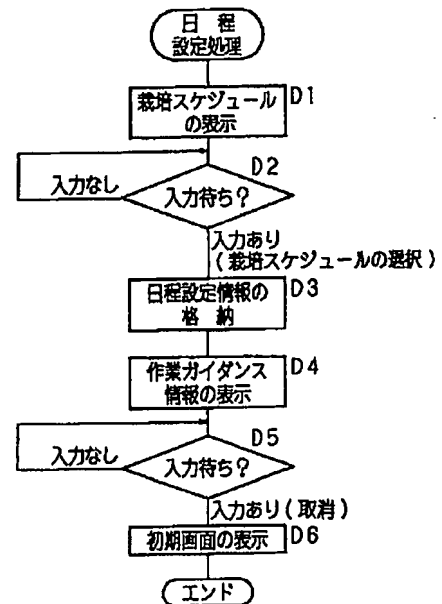 日程
設定処理
栽培スケジュール
の表示
D1
D2
入力なし
入力待ち?
入力あり
(栽培スケジュールの選択)
日程設定情報の
格納
D3
作業ガイダンス
情報の表示
D4
D5
入力なし
入力待ち?
入力あり(取消)
初期画面の表示
D6
エンド